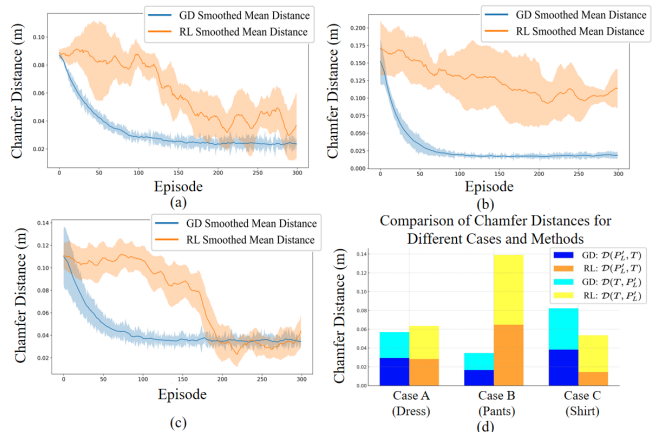 GD Smoothed Mean Distance
RL Smoothed Mean Distance
Chamfer Distance (m)
0.10
0.08
0.06
0.04
0.02
0 50 100 150 200 250 300
Episode
(a)
GD Smoothed Mean Distance
RL Smoothed Mean Distance
Chamfer Distance (m)
0.200
0.175
0.150
0.125
0.100
0.075
0.050
0.025
0.000
0 50 100 150 200 250 300
Episode
(b)
GD Smoothed Mean Distance
RL Smoothed Mean Distance
Chamfer Distance (m)
0.14
0.12
0.10
0.08
0.06
0.04
0.02
0 50 100 150 200 250 300
Episode
(c)
Comparison of Chamfer Distances for
Different Cases and Methods
GD: 𝒟(P′_L, T)
RL: 𝒟(P′_L, T)
GD: 𝒟(T, P′_L)
RL: 𝒟(T, P′_L)
Chamfer Distance (m)
0.14
0.12
0.10
0.08
0.06
0.04
0.02
0.00
Case A Case B Case C
(Dress) (Pants) (Shirt)
(d)